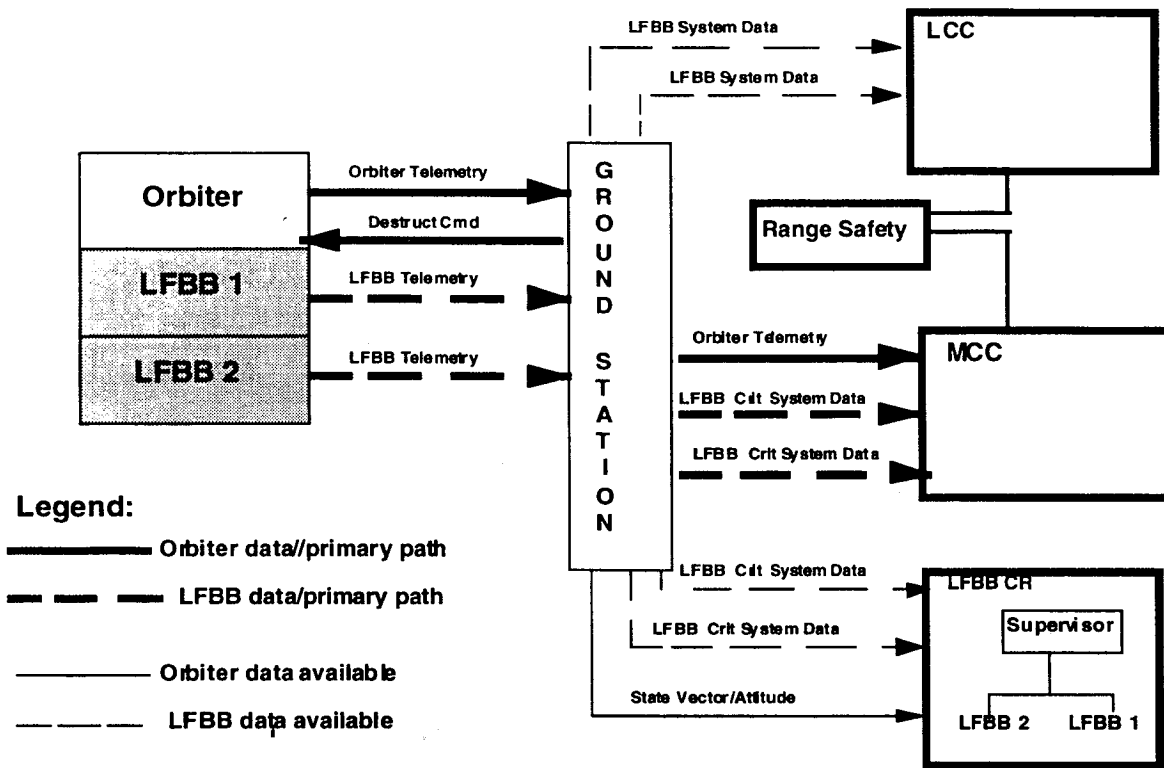 LFBB System Data
LCC
LFBB System Data
Orbiter
Orbiter Telemetry
GROUND STATION
Range Safety
Destruct Cmd
LFBB 1
LFBB Telemetry
LFBB 2
LFBB Telemetry
Orbiter Telemetry
MCC
LFBB Crit System Data
LFBB Crit System Data
Legend:
Orbiter data//primary path
LFBB data/primary path
Orbiter data available
LFBB data available
LFBB Crit System Data
LFBB CR
LFBB Crit System Data
Supervisor
State Vector/Attitude
LFBB 2
LFBB 1